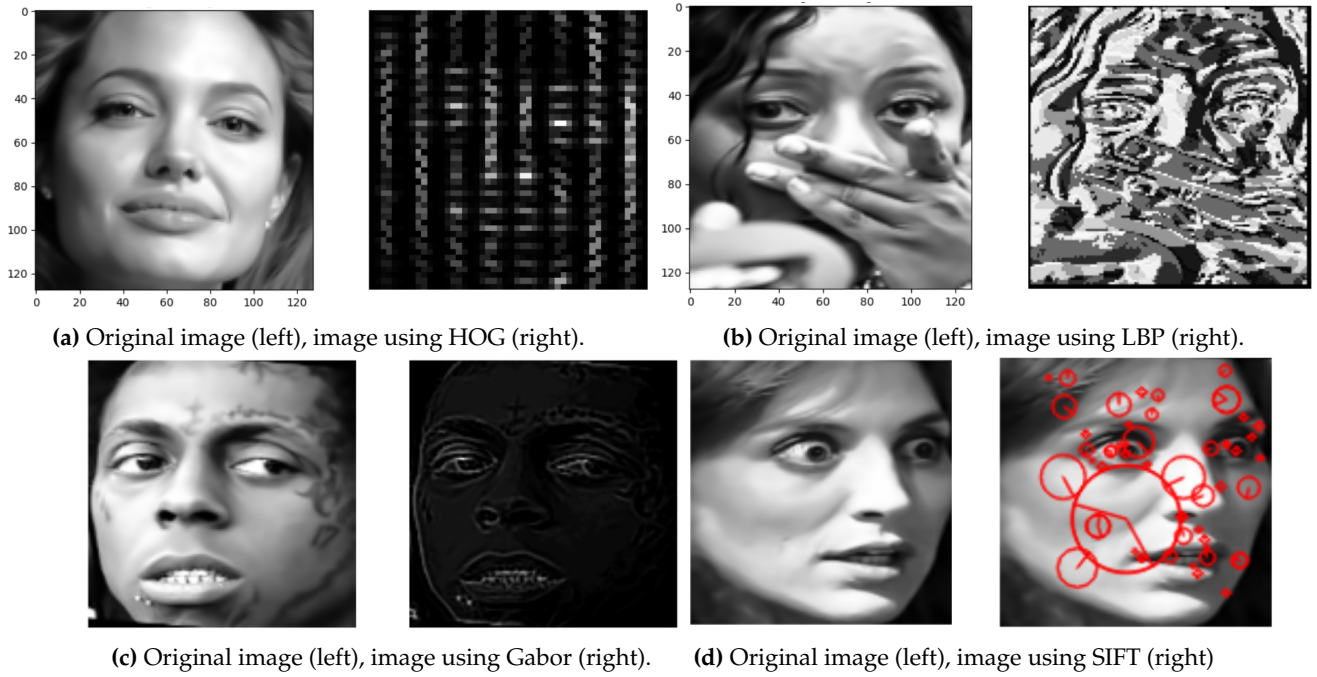 0
20
40
60
80
100
120
0 20 40 60 80 100 120
0
20
40
60
80
100
120
0 20 40 60 80 100 120
(a) Original image (left), image using HOG (right).
(b) Original image (left), image using LBP (right).
(c) Original image (left), image using Gabor (right).
(d) Original image (left), image using SIFT (right)